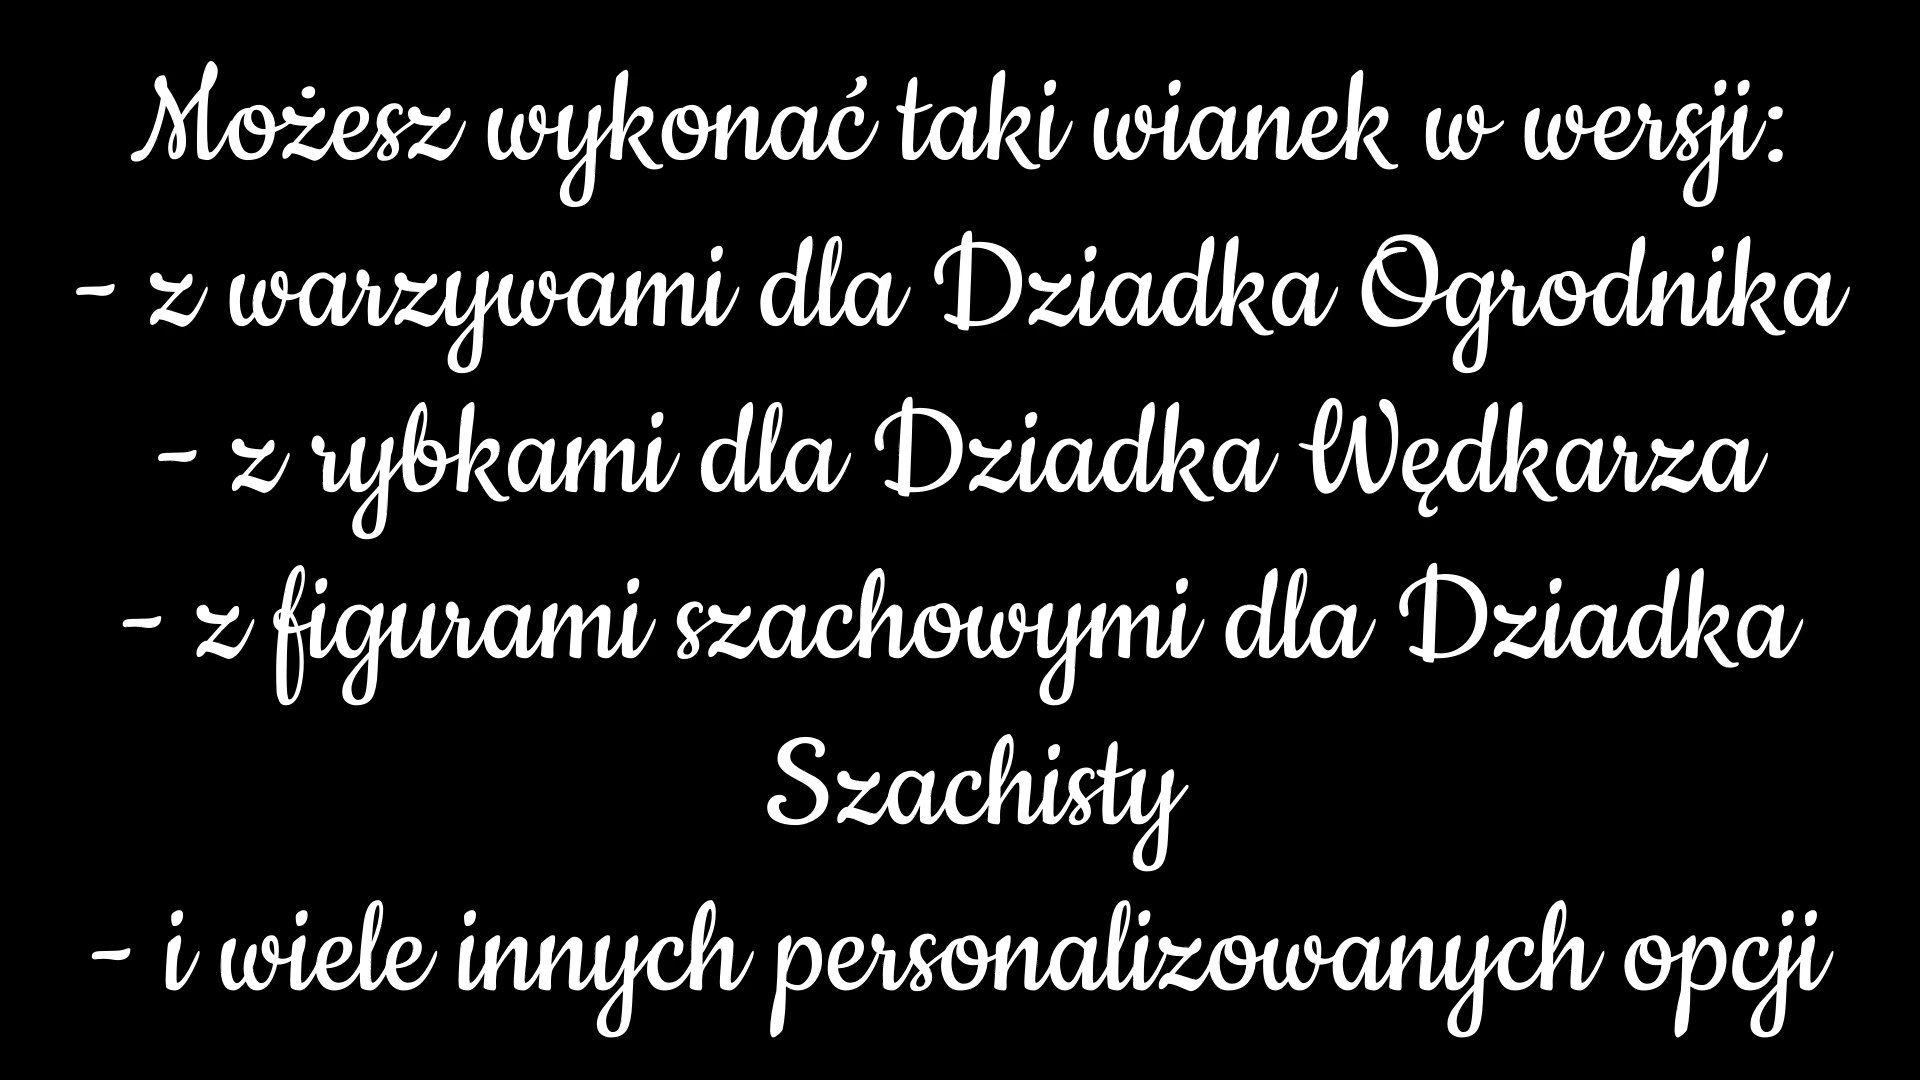 Możesz wykonać taki wianek w wersji:
- z warzywami dla Dziadka Ogrodnika
- z rybkami dla Dziadka Wędkarza
- z figurami szachowymi dla Dziadka
Szachisty
- i wiele innych personalizowanych opcji